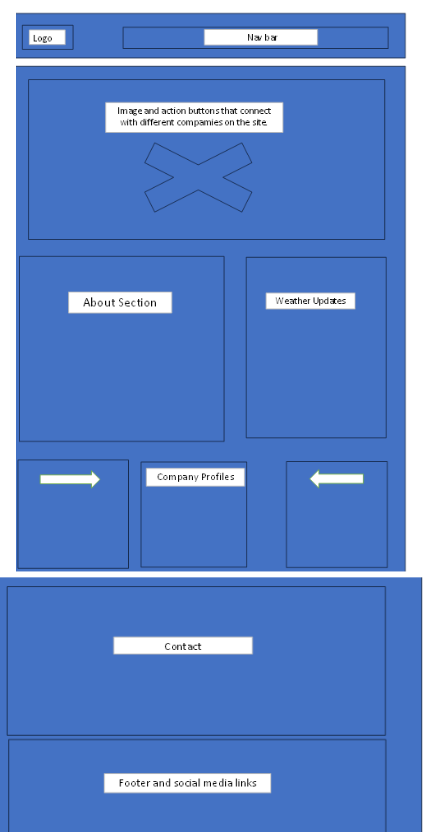 Logo
Nav bar
Image and action buttons that connect
with different compamies on the site.
About Section
Weather Updates
Company Profiles
Contact
Footer and social media links